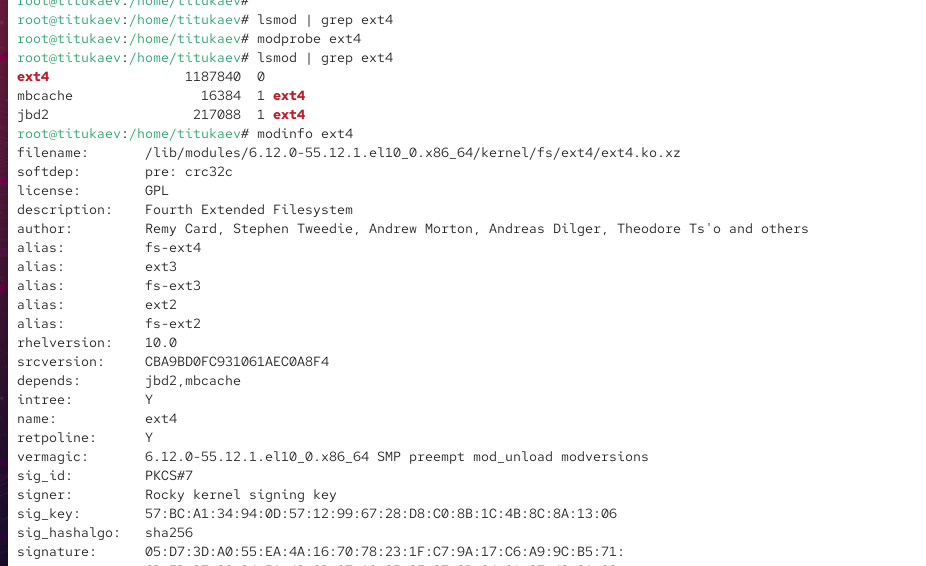 root@titukaev:/home/titukaev#
root@titukaev:/home/titukaev# lsmod | grep ext4
root@titukaev:/home/titukaev# modprobe ext4
root@titukaev:/home/titukaev# lsmod | grep ext4
ext4                 1187840  0
mbcache                16384  1 ext4
jbd2                  217088  1 ext4
root@titukaev:/home/titukaev# modinfo ext4
filename:       /lib/modules/6.12.0-55.12.1.el10_0.x86_64/kernel/fs/ext4/ext4.ko.xz
softdep:        pre: crc32c
license:        GPL
description:    Fourth Extended Filesystem
author:         Remy Card, Stephen Tweedie, Andrew Morton, Andreas Dilger, Theodore Ts'o and others
alias:          fs-ext4
alias:          ext3
alias:          fs-ext3
alias:          ext2
alias:          fs-ext2
rhelversion:    10.0
srcversion:     CBA9BD0FC931061AEC0A8F4
depends:        jbd2,mbcache
intree:         Y
name:           ext4
retpoline:      Y
vermagic:       6.12.0-55.12.1.el10_0.x86_64 SMP preempt mod_unload modversions
sig_id:         PKCS#7
signer:         Rocky kernel signing key
sig_key:        57:BC:A1:34:94:0D:57:12:99:67:28:D8:C0:8B:1C:4B:8C:8A:13:06
sig_hashalgo:   sha256
signature:      05:D7:3D:A0:55:EA:4A:16:70:78:23:1F:C7:9A:17:C6:A9:9C:B5:71: